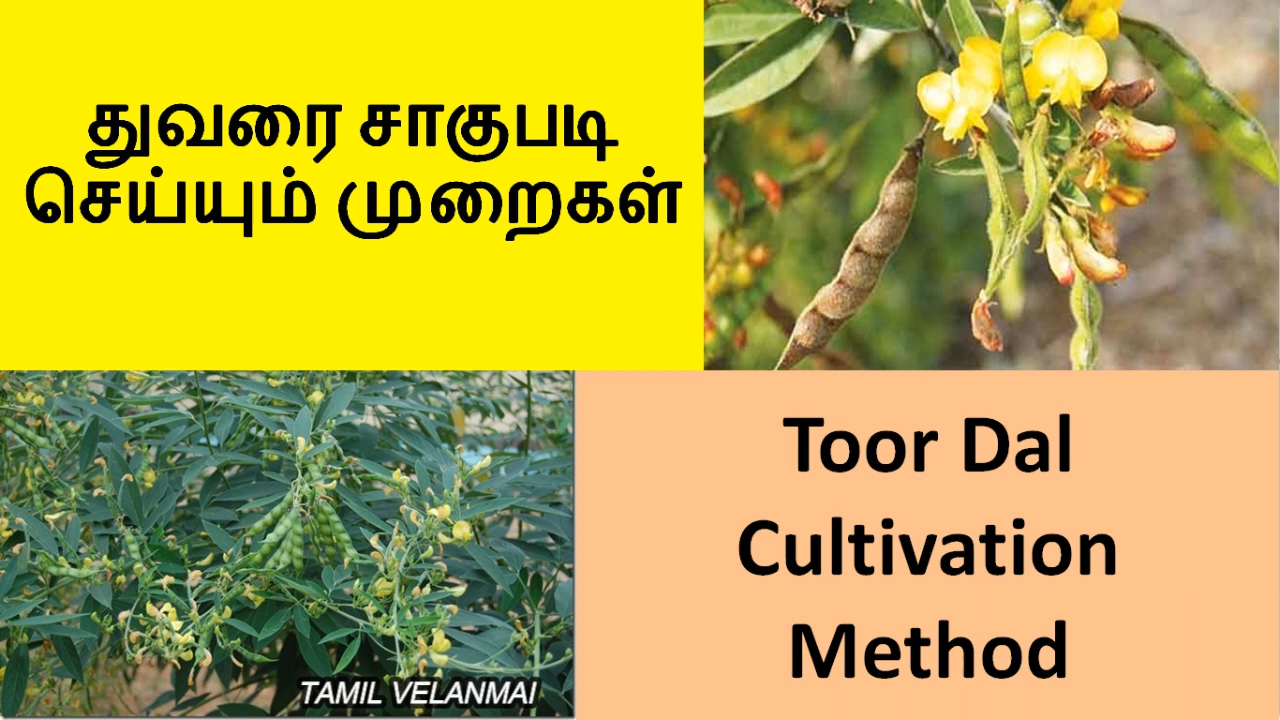 துவரை சாகுபடி
செய்யும் முறைகள்
Toor Dal
Cultivation
Method
TAMIL VELANMAI